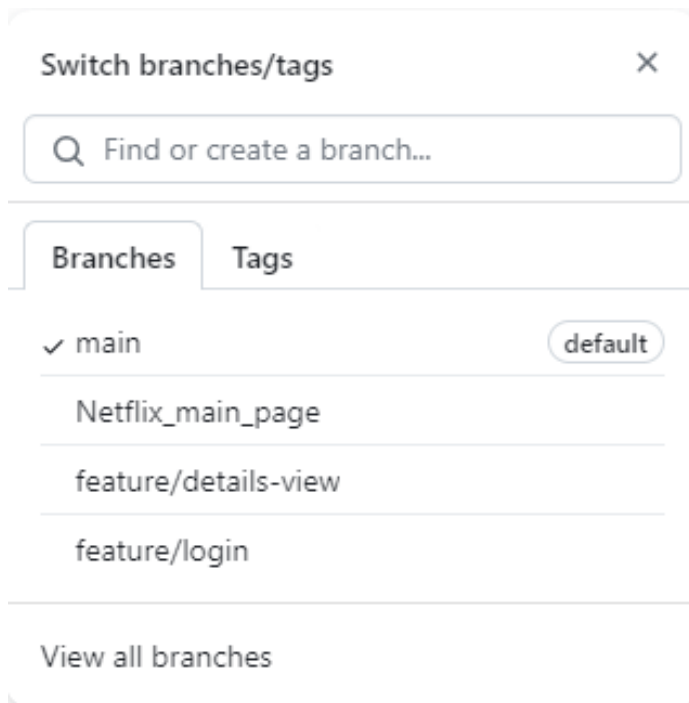 Switch branches/tags
Find or create a branch...
Branches Tags
main default
Netflix_main_page
feature/details-view
feature/login
View all branches